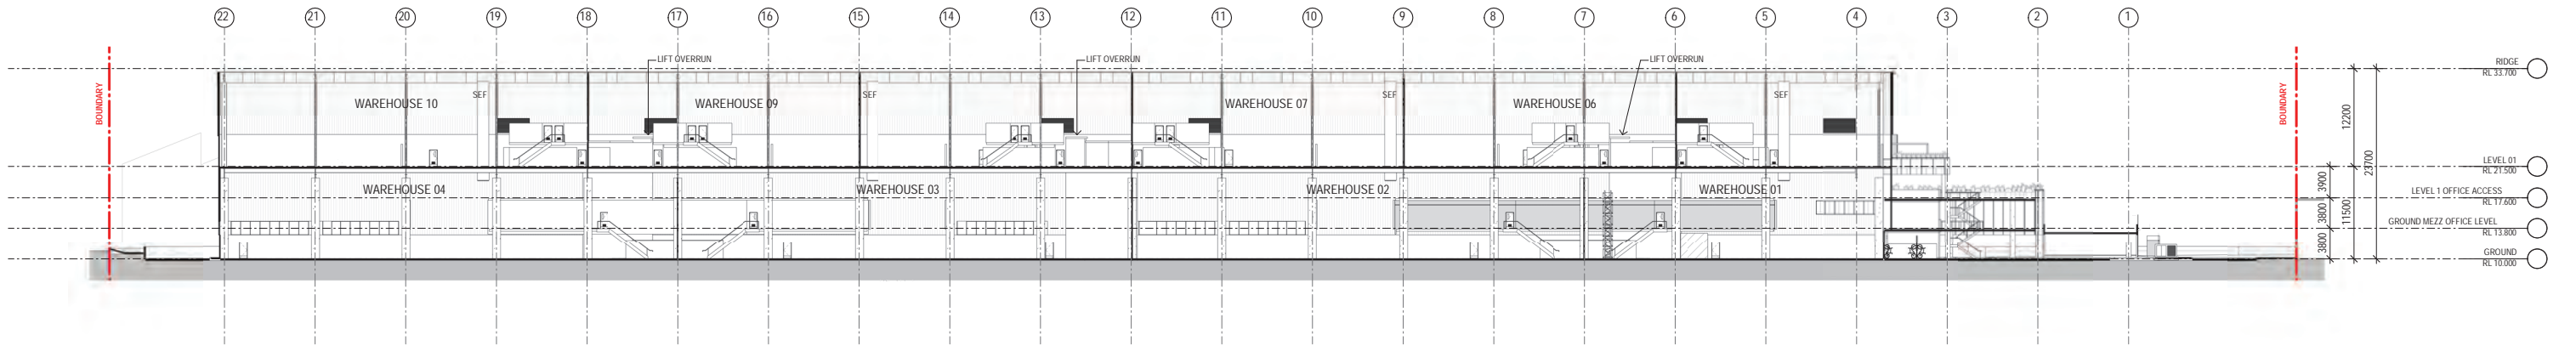 22 21 20 19 18 17 16 15 14 13 12 11 10 9 8 7 6 5 4 3 2 1
LIFT OVERRUN LIFT OVERRUN LIFT OVERRUN
RIDGE
RL 33.700
BOUNDARY
SEF SEF SEF SEF
WAREHOUSE 10 WAREHOUSE 09 WAREHOUSE 07 WAREHOUSE 06
BOUNDARY
12200
23700
LEVEL 01
RL 21.500
WAREHOUSE 04 WAREHOUSE 03 WAREHOUSE 02 WAREHOUSE 01
3900
LEVEL 1 OFFICE ACCESS
RL 17.600
3800
11500
GROUND MEZZ OFFICE LEVEL
RL 13.800
3800
GROUND
RL 10.000